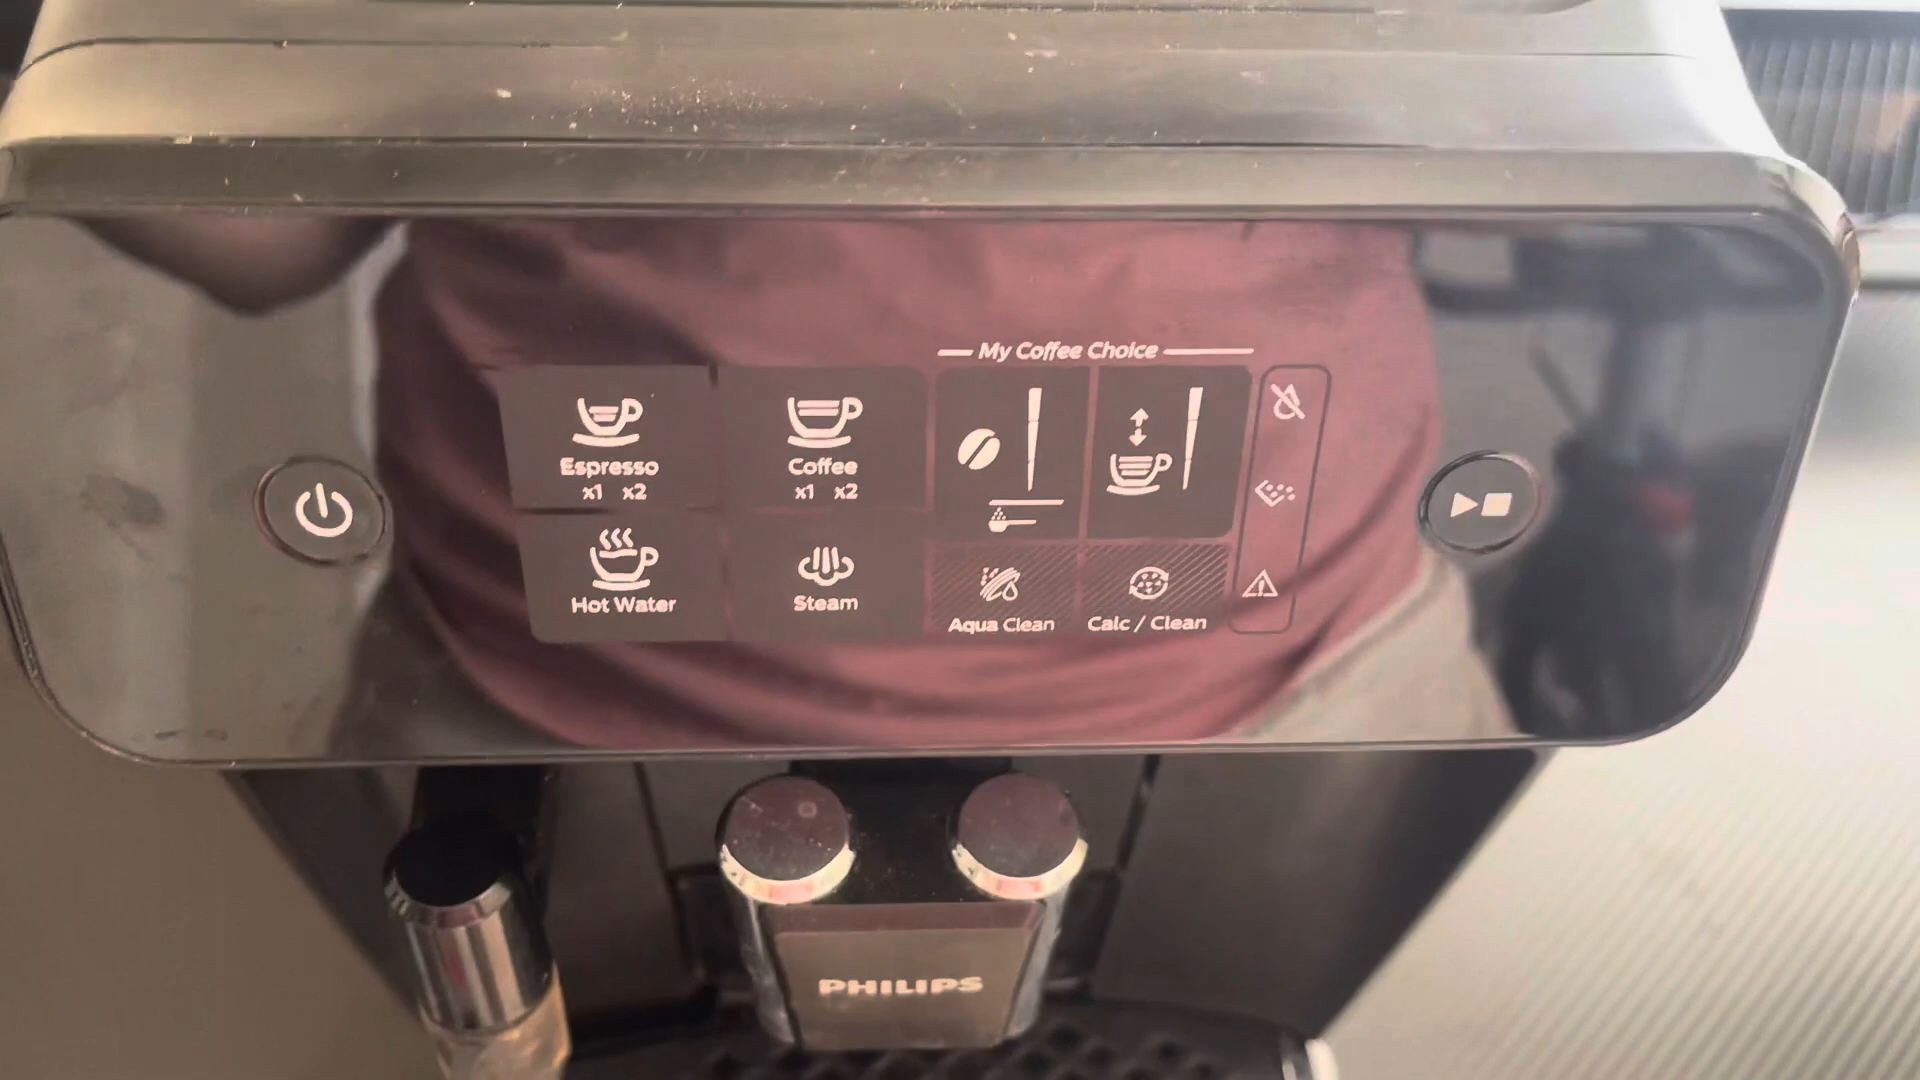 My Coffee Choice
Espresso
x1 x2
Coffee
x1 x2
Hot Water
Steam
Aqua Clean
Calc / Clean
PHILIPS